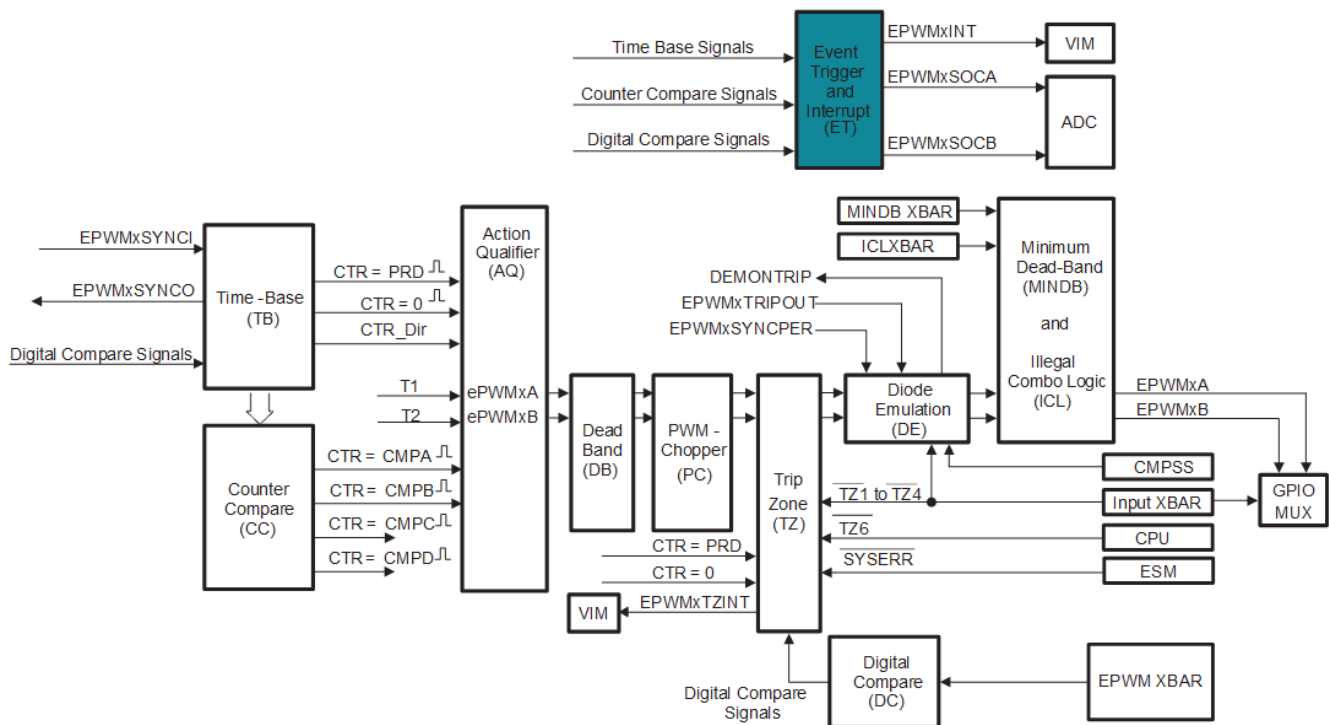 Time Base Signals
Counter Compare Signals
Digital Compare Signals
Event
Trigger
and
Interrupt
(ET)
EPWMxINT
EPWMxSOCA
EPWMxSOCB
VIM
ADC
EPWMxSYNCI
EPWMxSYNCO
Digital Compare Signals
Time -Base
(TB)
CTR = PRD
CTR = 0
CTR_Dir
T1
T2
Action
Qualifier
(AQ)
ePWMxA
ePWMxB
Counter
Compare
(CC)
CTR = CMPA
CTR = CMPB
CTR = CMPC
CTR = CMPD
Dead
Band
(DB)
PWM -
Chopper
(PC)
Trip
Zone
(TZ)
CTR = PRD
CTR = 0
EPWMxTZINT
VIM
DEMONTRIP
EPWMxTRIPOUT
EPWMxSYNCPER
Diode
Emulation
(DE)
MINDB XBAR
ICLXBAR
Minimum
Dead-Band
(MINDB)
and
Illegal
Combo Logic
(ICL)
EPWMxA
EPWMxB
TZ1 to TZ4
TZ6
SYSERR
CMPSS
Input XBAR
CPU
ESM
GPIO
MUX
Digital Compare
Signals
Digital
Compare
(DC)
EPWM XBAR